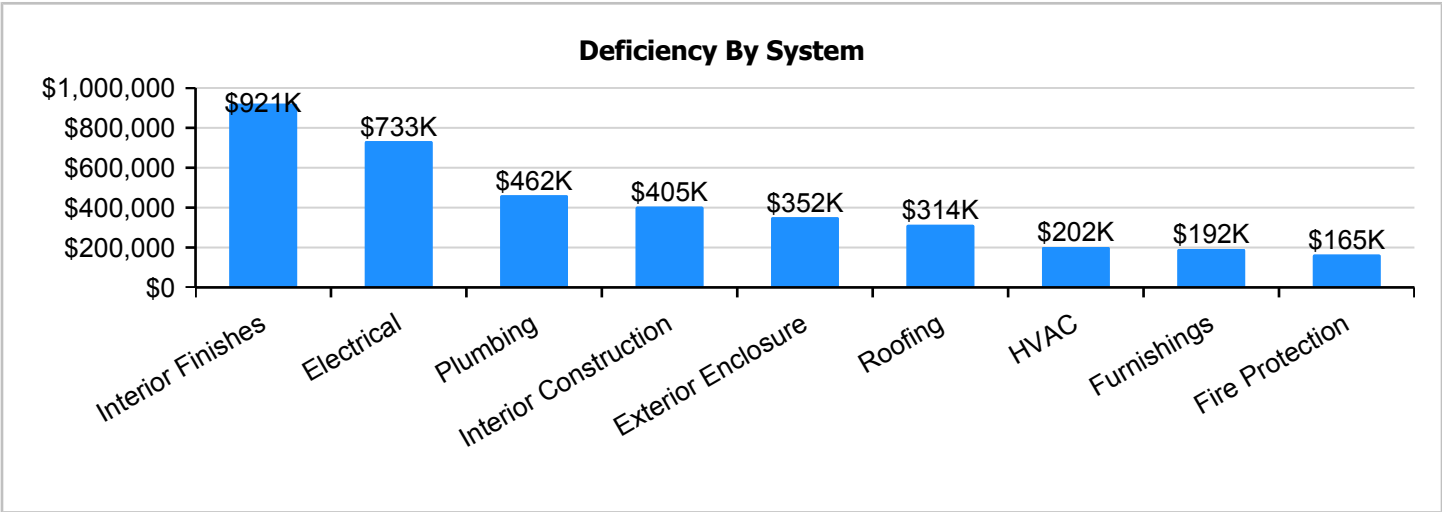 Deficiency By System
$1,000,000
$800,000
$600,000
$400,000
$200,000
$0
$921K
$733K
$462K
$405K
$352K
$314K
$202K
$192K
$165K
Interior Finishes
Electrical
Plumbing
Interior Construction
Exterior Enclosure
Roofing
HVAC
Furnishings
Fire Protection